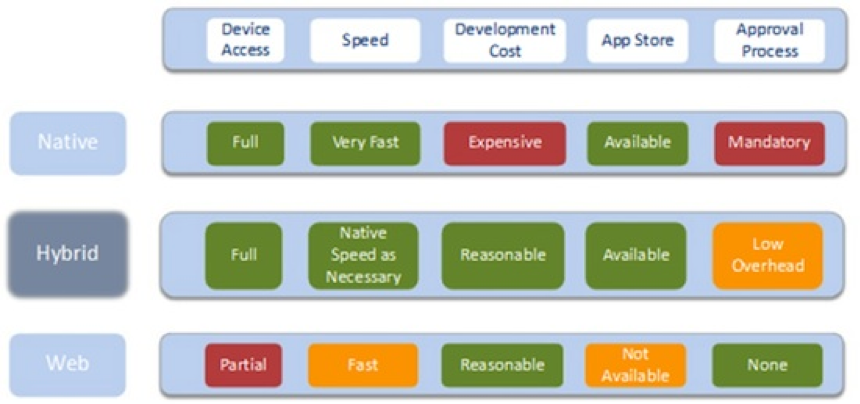 Device Access
Speed
Development Cost
App Store
Approval Process
Native
Full
Very Fast
Expensive
Available
Mandatory
Hybrid
Full
Native Speed as Necessary
Reasonable
Available
Low Overhead
Web
Partial
Fast
Reasonable
Not Available
None